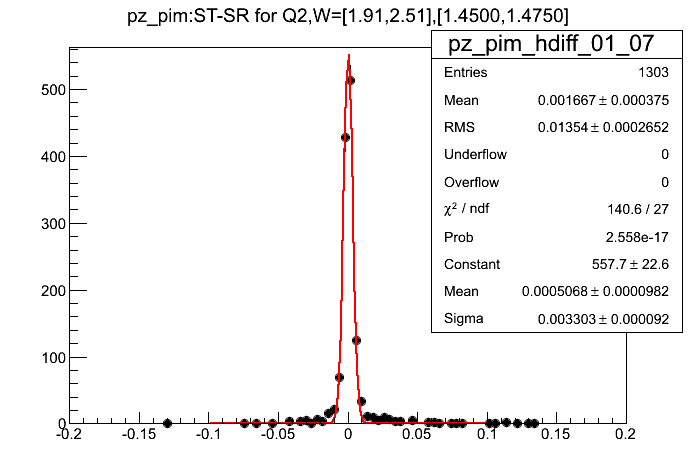 pz_pim:ST-SR for Q2,W=[1.91,2.51],[1.4500,1.4750]
pz_pim_hdiff_01_07
Entries 1303
Mean 0.001667 ± 0.000375
RMS 0.01354 ± 0.0002652
Underflow 0
Overflow 0
χ² / ndf 140.6 / 27
Prob 2.558e-17
Constant 557.7 ± 22.6
Mean 0.0005068 ± 0.0000982
Sigma 0.003303 ± 0.000092
500
400
300
200
100
0
-0.2 -0.15 -0.1 -0.05 0 0.05 0.1 0.15 0.2